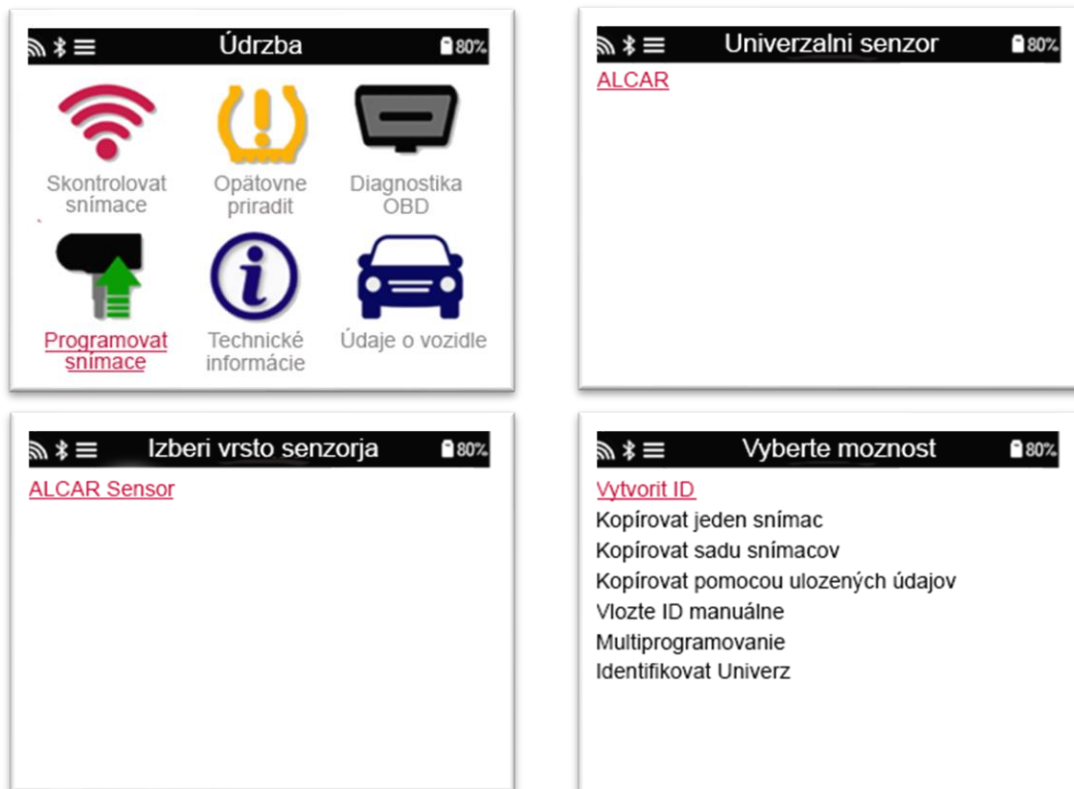 Údrzba
80%
Skontrolovat
snímace
Opätovne
priradit
Diagnostika
OBD
Programovat
snímace
Technické
informácie
Údaje o vozidle
Univerzalni senzor
80%
ALCAR
Izberi vrsto senzorja
80%
ALCAR Sensor
Vyberte moznost
80%
Vytvorit ID
Kopírovat jeden snímac
Kopírovat sadu snímacov
Kopírovat pomocou ulozených údajov
Vlozte ID manuálne
Multiprogramovanie
Identifikovat Univerz